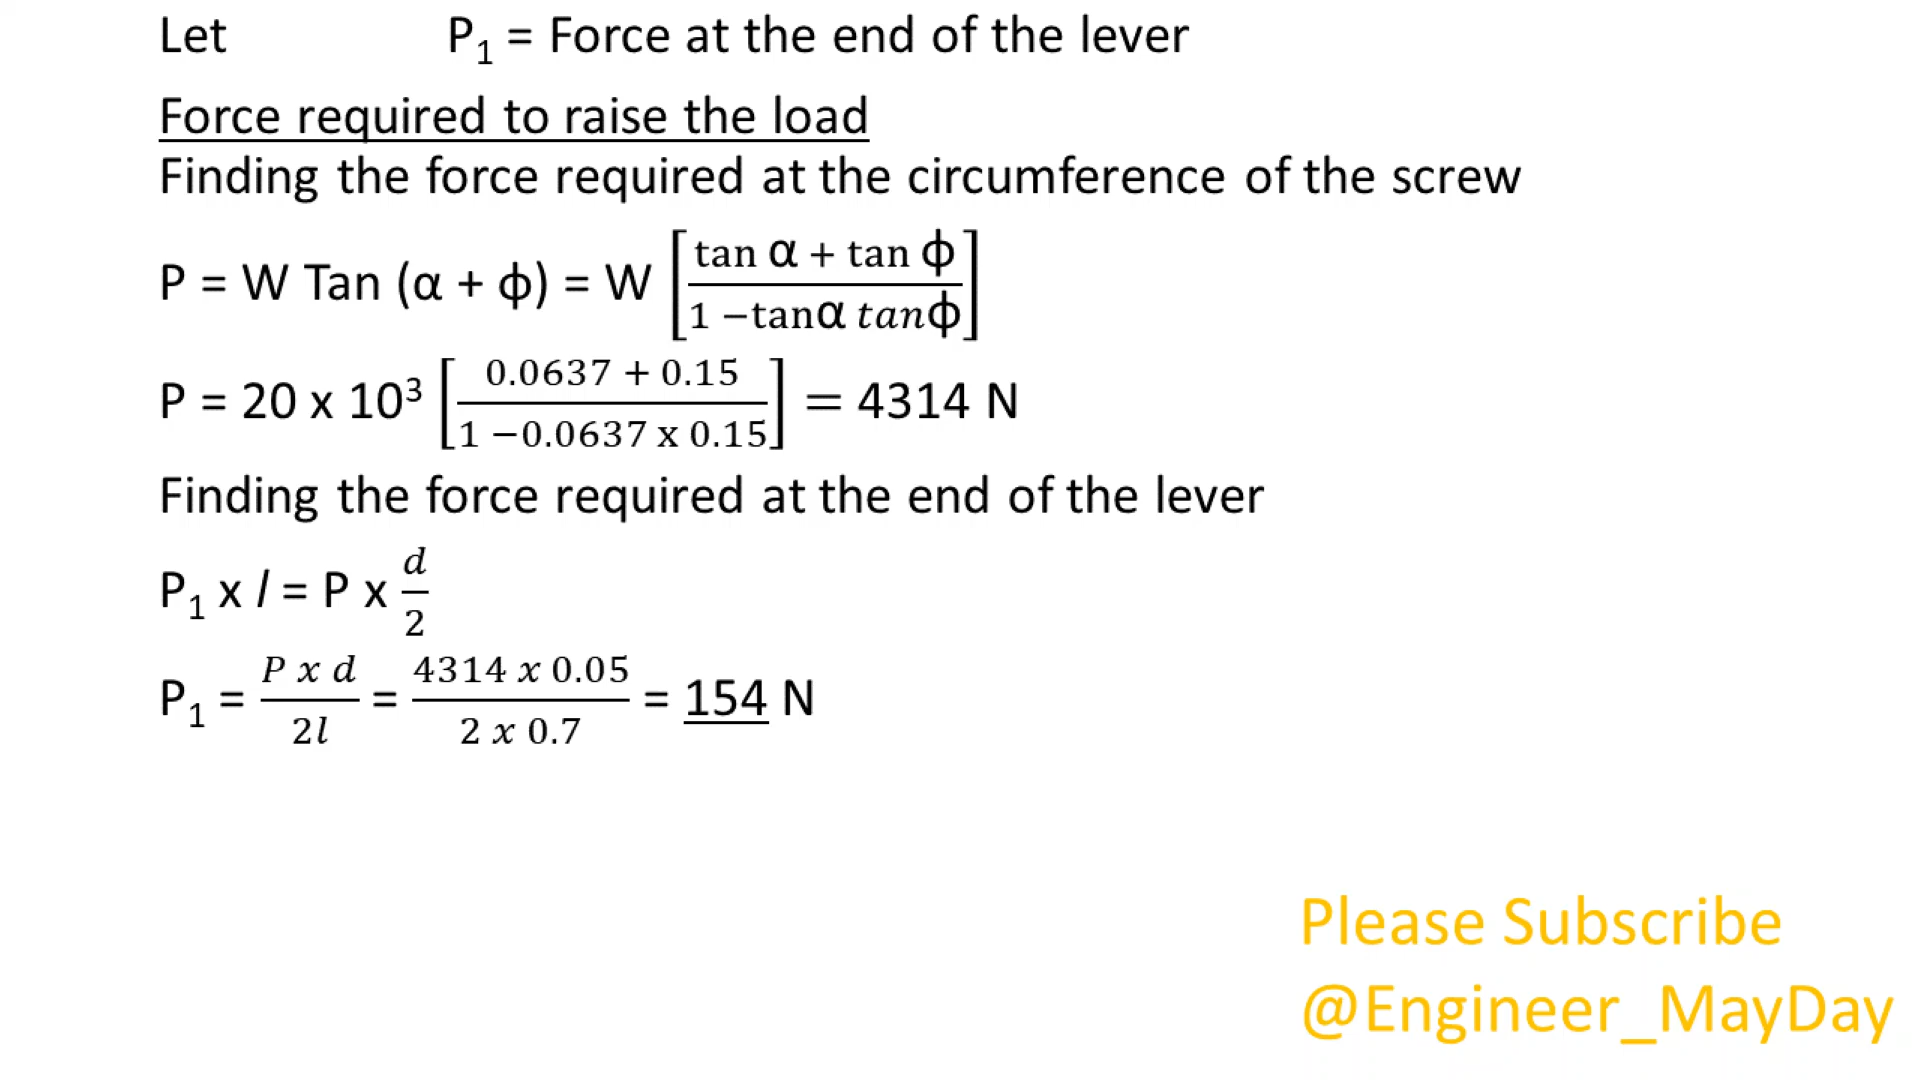 Let P₁ = Force at the end of the lever
Force required to raise the load
Finding the force required at the circumference of the screw
P = W Tan (α + ϕ) = W [(tan α + tan ϕ)/(1 −tanα tanϕ)]
P = 20 x 10³ [(0.0637 + 0.15)/(1 −0.0637 x 0.15)] = 4314 N
Finding the force required at the end of the lever
P₁ x l = P x d/2
P₁ = (P x d)/(2l) = (4314 x 0.05)/(2 x 0.7) = 154 N
Please Subscribe
@Engineer_MayDay